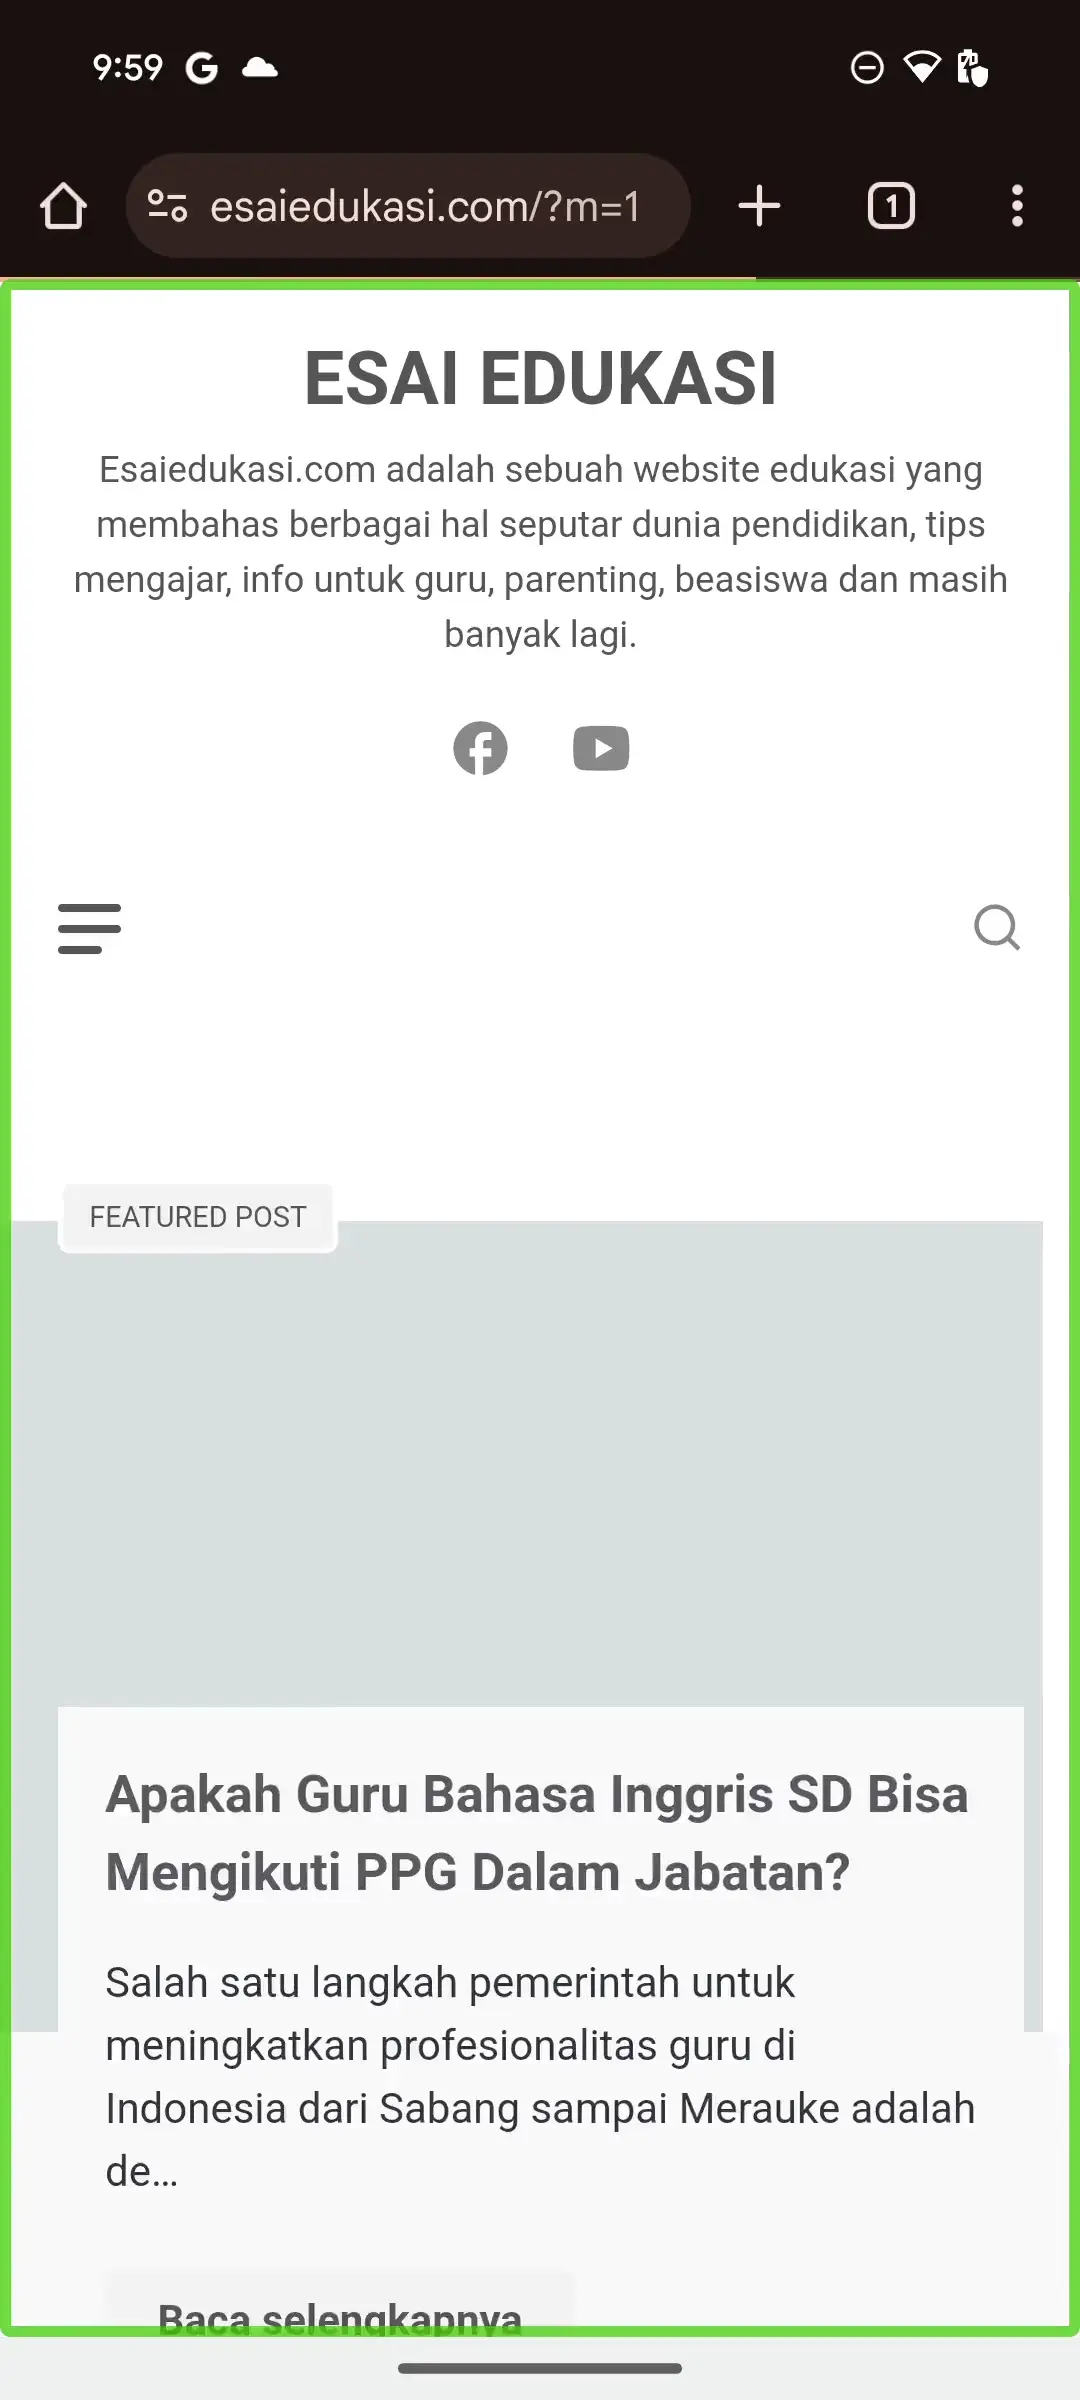 9:59
esaiedukasi.com/?m=1
1
ESAI EDUKASI
Esaiedukasi.com adalah sebuah website edukasi yang
membahas berbagai hal seputar dunia pendidikan, tips
mengajar, info untuk guru, parenting, beasiswa dan masih
banyak lagi.
FEATURED POST
Apakah Guru Bahasa Inggris SD Bisa
Mengikuti PPG Dalam Jabatan?
Salah satu langkah pemerintah untuk
meningkatkan profesionalitas guru di
Indonesia dari Sabang sampai Merauke adalah
de...
Baca selengkapnya